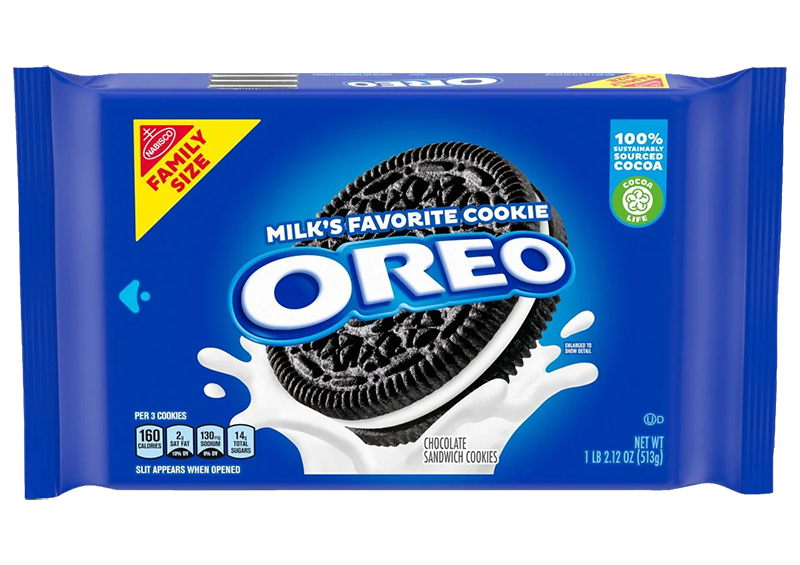 OREO
NABISCO
FAMILY
SIZE
100%
SUSTAINABLY
SOURCED
COCOA
COCOA
LIFE
MILK'S FAVORITE COOKIE
OREO
ENLARGED TO
SHOW DETAIL
PER 3 COOKIES
160 CALORIES
2g SAT FAT 10% DV
130mg SODIUM 6% DV
14g TOTAL SUGARS
SLIT APPEARS WHEN OPENED
CHOCOLATE
SANDWICH COOKIES
UD
NET WT
1 LB 2.12 OZ (513g)